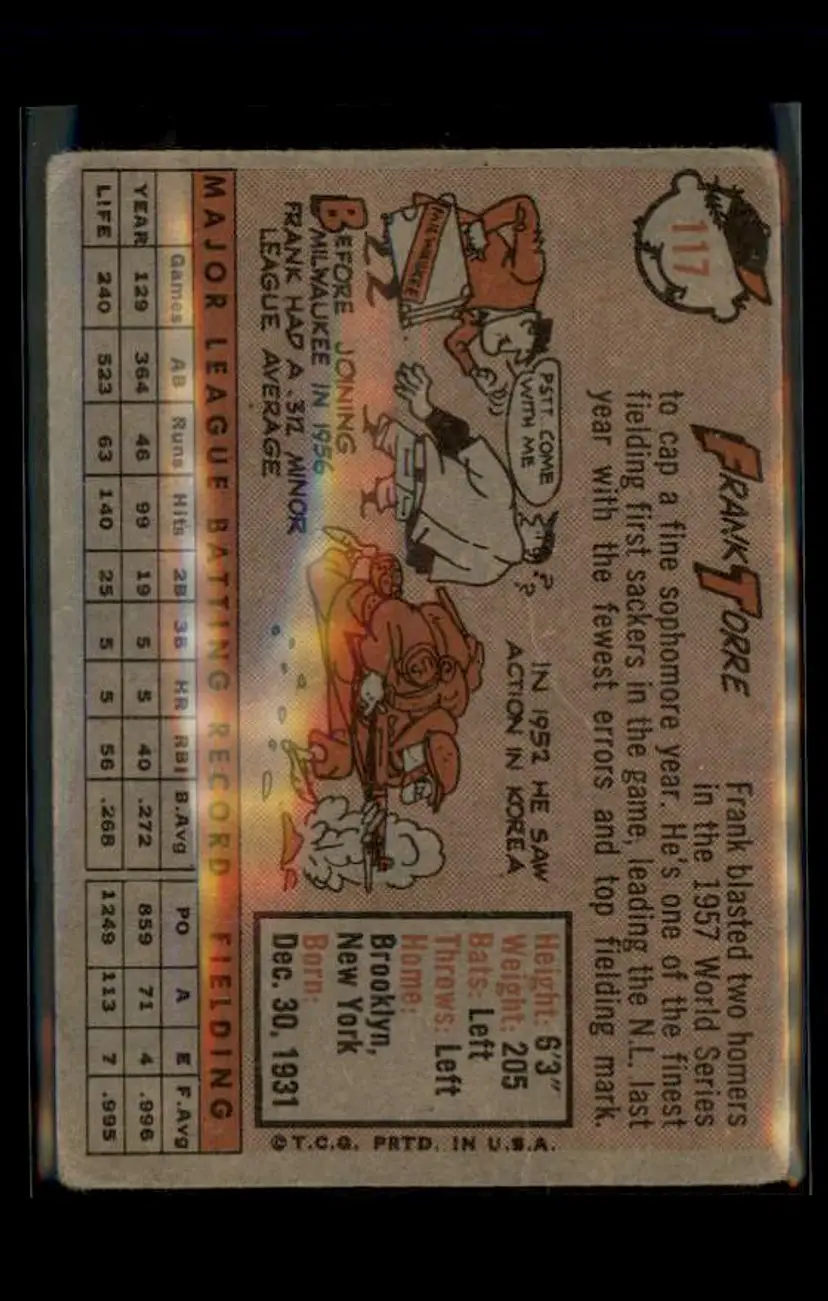 117
FRANK TORRE
Frank blasted two homers
in the 1957 World Series
to cap a fine sophomore year. He's one of the finest
fielding first sackers in the game, leading the N.L. last
year with the fewest errors and top fielding mark.
PSTT.. COME
WITH ME
MILWAUKEE
? ?
BEFORE JOINING
MILWAUKEE IN 1956
FRANK HAD A .312 MINOR
LEAGUE AVERAGE
IN 1952 HE SAW
ACTION IN KOREA
Height: 6'3"
Weight: 205
Bats: Left
Throws: Left
Home:
Brooklyn,
New York
Born:
Dec. 30, 1931
©T.C.G. PRTD. IN U.S.A.
MAJOR LEAGUE BATTING RECORD FIELDING
Games AB Runs Hits 2B 3B HR RBI B.Avg PO A E F.Avg
YEAR 129 364 46 99 19 5 5 40 .272 859 71 4 .996
LIFE 240 523 63 140 25 5 5 56 .268 1249 113 7 .995